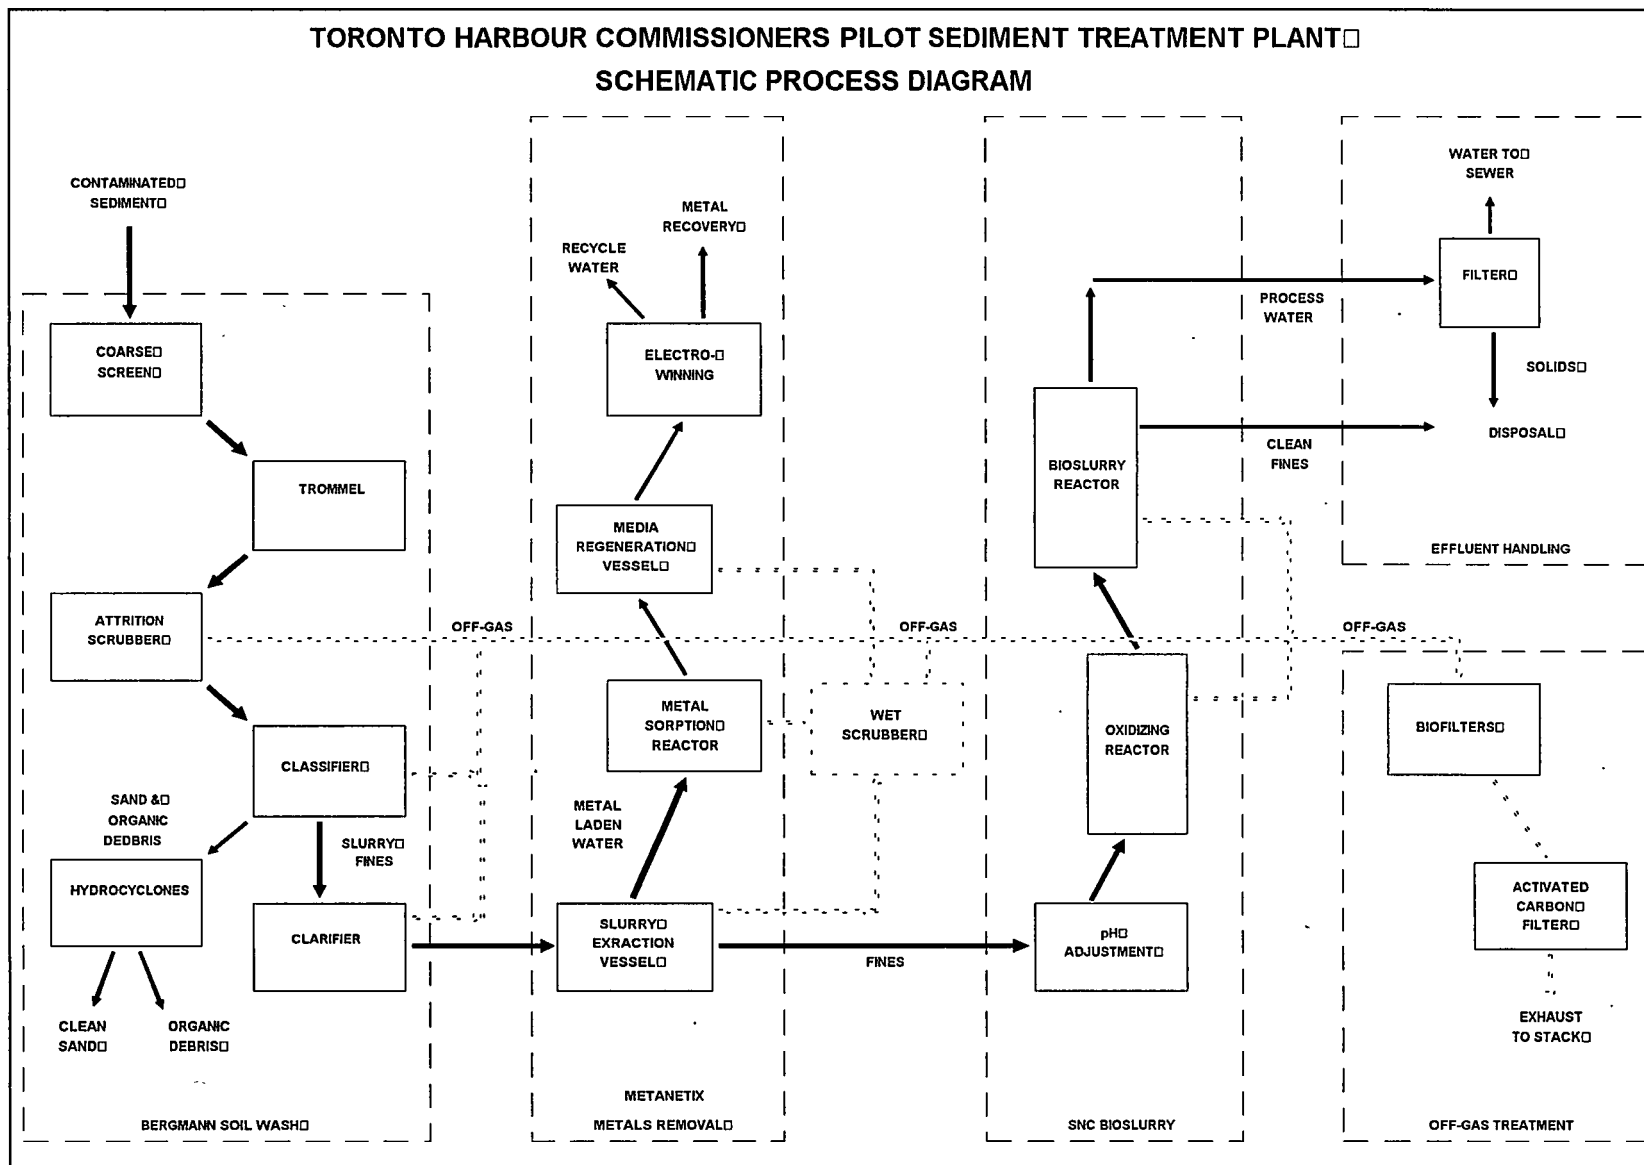 TORONTO HARBOUR COMMISSIONERS PILOT SEDIMENT TREATMENT PLANT□
SCHEMATIC PROCESS DIAGRAM
CONTAMINATED□
SEDIMENT□
COARSE□
SCREEN□
TROMMEL
ATTRITION
SCRUBBER□
CLASSIFIER□
SAND &□
ORGANIC
DEDBRIS
SLURRY□
FINES
HYDROCYCLONES
CLARIFIER
CLEAN
SAND□
ORGANIC
DEBRIS□
BERGMANN SOIL WASH□
OFF-GAS
METAL
RECOVERY□
RECYCLE
WATER
ELECTRO-□
WINNING
MEDIA
REGENERATION□
VESSEL□
METAL
SORPTION□
REACTOR
METAL
LADEN
WATER
SLURRY□
EXTRACTION
VESSEL□
METANETIX
METALS REMOVAL□
OFF-GAS
WET
SCRUBBER□
FINES
BIOSLURRY
REACTOR
OXIDIZING
REACTOR
pH□
ADJUSTMENT□
SNC BIOSLURRY
PROCESS
WATER
CLEAN
FINES
WATER TO□
SEWER
FILTER□
SOLIDS□
DISPOSAL□
EFFLUENT HANDLING
OFF-GAS
BIOFILTERS□
ACTIVATED
CARBON□
FILTER□
EXHAUST
TO STACK□
OFF-GAS TREATMENT